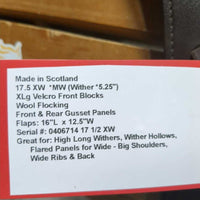 Made in Scotland
17.5 XW *MW (Wither *5.25")
XLg Velcro Front Blocks
Wool Flocking
Front & Rear Gusset Panels
Flaps: 16"L x 12.5"W
Serial #: 0406714 17 1/2 XW
Great for: High Long Withers, Wither Hollows,
Flared Panels for Wide - Big Shoulders,
Wide Ribs & Back